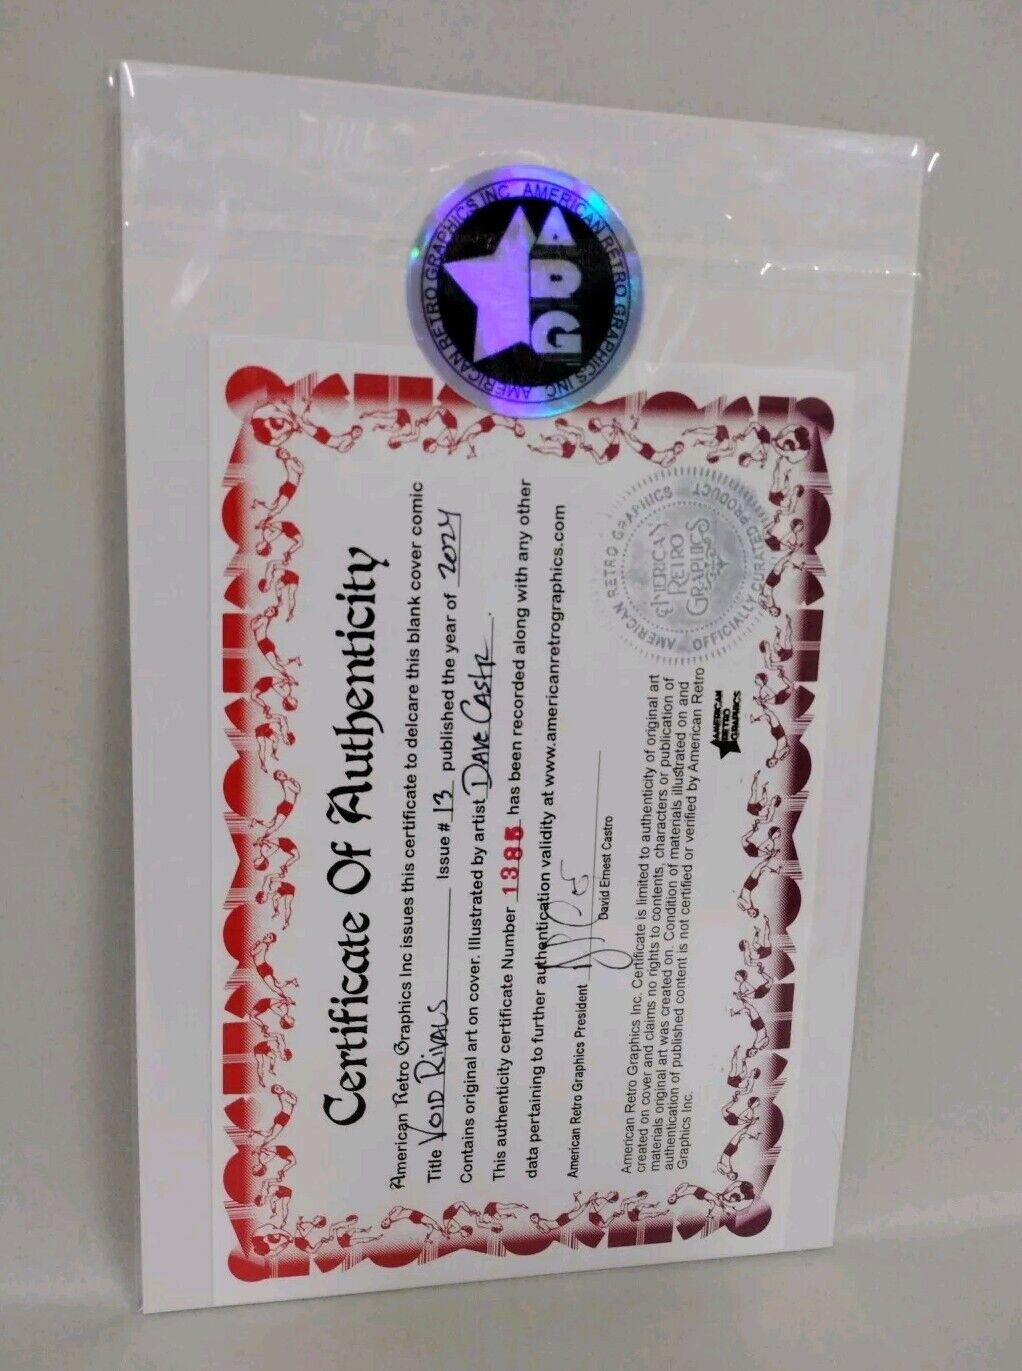 AMERICAN RETRO GRAPHICS INC AMERICAN RETRO GRAPHICS INC
ARG
Certificate Of Authenticity
American Retro Graphics Inc issues this certificate to delcare this blank cover comic
Title VOID RIVALS Issue # 13 published the year of 2024
Contains original art on cover. Illustrated by artist DAVE CASTR.
This authenticity certificate Number 1385 has been recorded along with any other
data pertaining to further authentication validity at www.americanretrographics.com
American Retro Graphics President
David Ernest Castro
American Retro Graphics Inc. Certificate is limited to authenticity of original art
created on cover and claims no rights to contents, characters or publication of
materials original art was created on. Condition of materials illustrated on and
authentication of published content is not certified or verified by American Retro
Graphics Inc.
AMERICAN RETRO GRAPHICS
OFFICIALLY CURATED PRODUCT
AMERICAN
RETRO
GRAPHICS
AMERICAN
RETRO
GRAPHICS